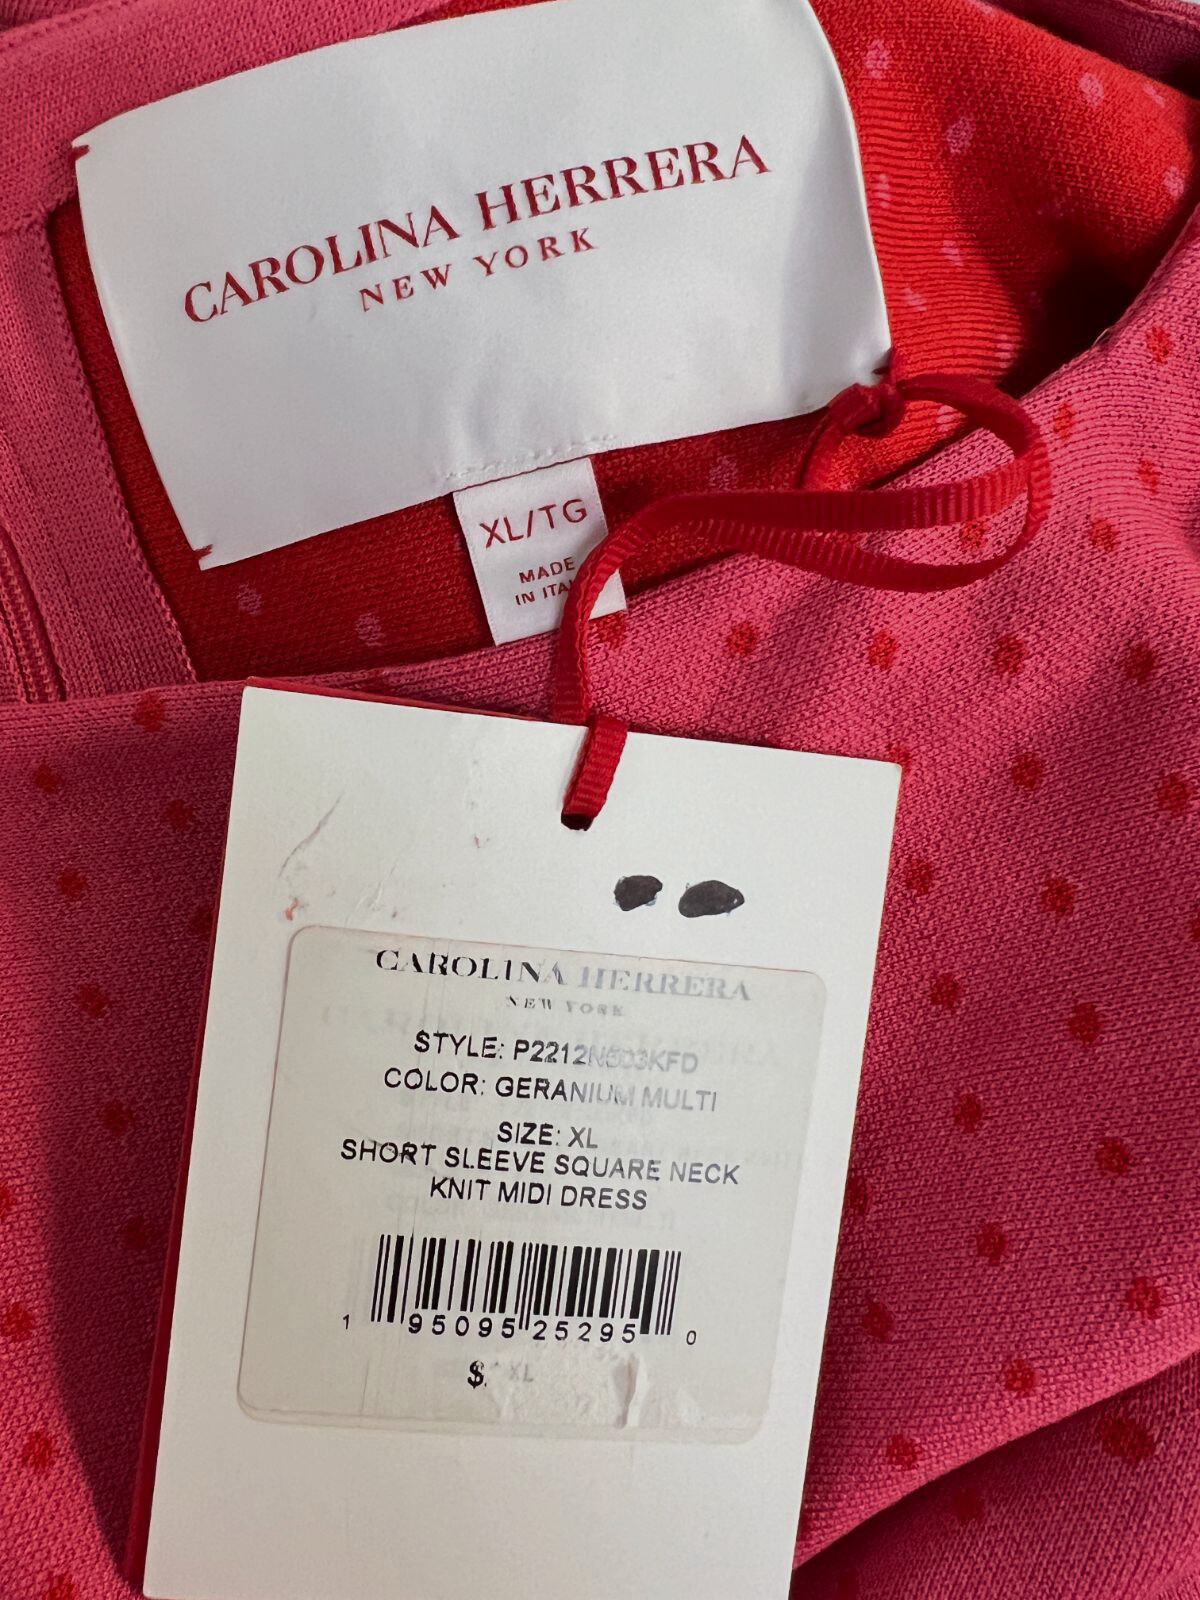 CAROLINA HERRERA
NEW YORK
XL/TG
MADE
IN
CAROLINA HERRERA
NEW YORK
STYLE: P2212N503KFD
COLOR: GERANIUM MULTI
SIZE: XL
SHORT SLEEVE SQUARE NECK
KNIT MIDI DRESS
1 95095 25295 0
$. XL